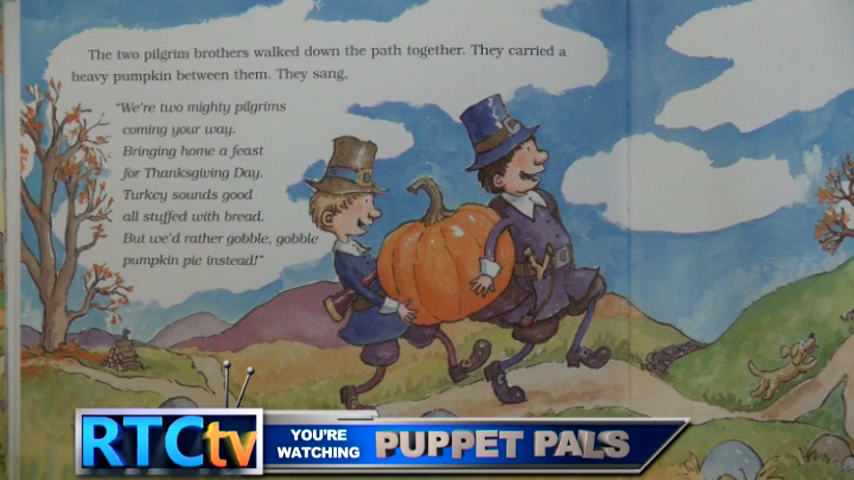 The two pilgrim brothers walked down the path together. They carried a
heavy pumpkin between them. They sang,
"We're two mighty pilgrims
coming your way.
Bringing home a feast
for Thanksgiving Day.
Turkey sounds good
all stuffed with bread.
But we'd rather gobble, gobble
pumpkin pie instead!"
RTCtv
YOU'RE
WATCHING
PUPPET PALS